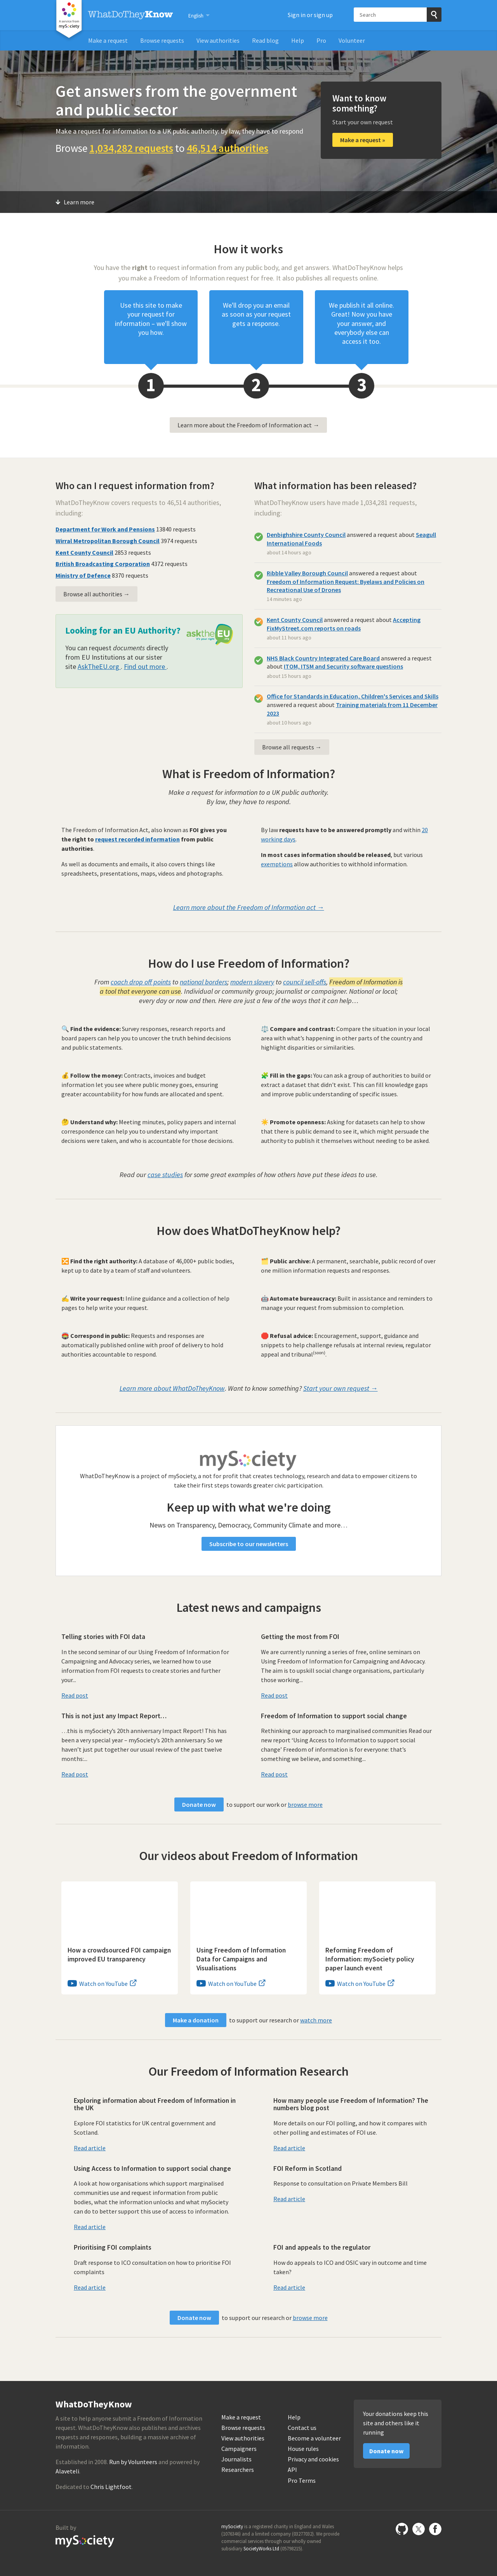 a service from
mySociety
WhatDoTheyKnow
English
Sign in or sign up
Search
Make a request
Browse requests
View authorities
Read blog
Help
Pro
Volunteer
Get answers from the government
and public sector
Make a request for information to a UK public authority: by law, they have to respond
Browse 1,034,282 requests to 46,514 authorities
Want to know
something?
Start your own request
Make a request »
Learn more
How it works
You have the right to request information from any public body, and get answers. WhatDoTheyKnow helps
you make a Freedom of Information request for free. It also publishes all requests online.
Use this site to make
your request for
information – we'll show
you how.
We'll drop you an email
as soon as your request
gets a response.
We publish it all online.
Great! Now you have
your answer, and
everybody else can
access it too.
1
2
3
Learn more about the Freedom of Information act →
Who can I request information from?
WhatDoTheyKnow covers requests to 46,514 authorities,
including:
Department for Work and Pensions 13840 requests
Wirral Metropolitan Borough Council 3974 requests
Kent County Council 2853 requests
British Broadcasting Corporation 4372 requests
Ministry of Defence 8370 requests
Browse all authorities →
Looking for an EU Authority?
asktheEU
it's your right!
You can request documents directly
from EU Institutions at our sister
site AskTheEU.org . Find out more .
What information has been released?
WhatDoTheyKnow users have made 1,034,281 requests,
including:
Denbighshire County Council answered a request about Seagull
International Foods
about 14 hours ago
Ribble Valley Borough Council answered a request about
Freedom of Information Request: Byelaws and Policies on
Recreational Use of Drones
14 minutes ago
Kent County Council answered a request about Accepting
FixMyStreet.com reports on roads
about 11 hours ago
NHS Black Country Integrated Care Board answered a request
about ITOM, ITSM and Security software questions
about 15 hours ago
Office for Standards in Education, Children's Services and Skills
answered a request about Training materials from 11 December
2023
about 10 hours ago
Browse all requests →
What is Freedom of Information?
Make a request for information to a UK public authority.
By law, they have to respond.
The Freedom of Information Act, also known as FOI gives you
the right to request recorded information from public
authorities.
As well as documents and emails, it also covers things like
spreadsheets, presentations, maps, videos and photographs.
By law requests have to be answered promptly and within 20
working days.
In most cases information should be released, but various
exemptions allow authorities to withhold information.
Learn more about the Freedom of Information act →
How do I use Freedom of Information?
From coach drop off points to national borders; modern slavery to council sell-offs, Freedom of Information is
a tool that everyone can use. Individual or community group; journalist or campaigner. National or local;
every day or now and then. Here are just a few of the ways that it can help…
🔍 Find the evidence: Survey responses, research reports and
board papers can help you to uncover the truth behind decisions
and public statements.
⚖️ Compare and contrast: Compare the situation in your local
area with what's happening in other parts of the country and
highlight disparities or similarities.
💰 Follow the money: Contracts, invoices and budget
information let you see where public money goes, ensuring
greater accountability for how funds are allocated and spent.
🧩 Fill in the gaps: You can ask a group of authorities to build or
extract a dataset that didn't exist. This can fill knowledge gaps
and improve public understanding of specific issues.
🤔 Understand why: Meeting minutes, policy papers and internal
correspondence can help you to understand why important
decisions were taken, and who is accountable for those decisions.
☀️ Promote openness: Asking for datasets can help to show
that there is public demand to see it, which might persuade the
authority to publish it themselves without needing to be asked.
Read our case studies for some great examples of how others have put these ideas to use.
How does WhatDoTheyKnow help?
🔀 Find the right authority: A database of 46,000+ public bodies,
kept up to date by a team of staff and volunteers.
🗂️ Public archive: A permanent, searchable, public record of over
one million information requests and responses.
✍️ Write your request: Inline guidance and a collection of help
pages to help write your request.
🤖 Automate bureaucracy: Built in assistance and reminders to
manage your request from submission to completion.
📮 Correspond in public: Requests and responses are
automatically published online with proof of delivery to hold
authorities accountable to respond.
🛑 Refusal advice: Encouragement, support, guidance and
snippets to help challenge refusals at internal review, regulator
appeal and tribunal(soon).
Learn more about WhatDoTheyKnow. Want to know something? Start your own request →
mySociety
WhatDoTheyKnow is a project of mySociety, a not for profit that creates technology, research and data to empower citizens to
take their first steps towards greater civic participation.
Keep up with what we're doing
News on Transparency, Democracy, Community Climate and more…
Subscribe to our newsletters
Latest news and campaigns
Telling stories with FOI data
In the second seminar of our Using Freedom of Information for
Campaigning and Advocacy series, we learned how to use
information from FOI requests to create stories and further
your...
Read post
Getting the most from FOI
We are currently running a series of free, online seminars on
Using Freedom of Information for Campaigning and Advocacy.
The aim is to upskill social change organisations, particularly
those working...
Read post
This is not just any Impact Report…
…this is mySociety's 20th anniversary Impact Report! This has
been a very special year – mySociety's 20th anniversary. So we
haven't just put together our usual review of the past twelve
months:...
Read post
Freedom of Information to support social change
Rethinking our approach to marginalised communities Read our
new report 'Using Access to Information to support social
change' Freedom of information is for everyone: that's
something we believe, and something...
Read post
Donate now to support our work or browse more
Our videos about Freedom of Information
How a crowdsourced FOI campaign
improved EU transparency
Watch on YouTube
Using Freedom of Information
Data for Campaigns and
Visualisations
Watch on YouTube
Reforming Freedom of
Information: mySociety policy
paper launch event
Watch on YouTube
Make a donation to support our research or watch more
Our Freedom of Information Research
Exploring information about Freedom of Information in
the UK
Explore FOI statistics for UK central government and
Scotland.
Read article
How many people use Freedom of Information? The
numbers blog post
More details on our FOI polling, and how it compares with
other polling and estimates of FOI use.
Read article
Using Access to Information to support social change
A look at how organisations which support marginalised
communities use and request information from public
bodies, what the information unlocks and what mySociety
can do to better support this use of access to information.
Read article
FOI Reform in Scotland
Response to consultation on Private Members Bill
Read article
Prioritising FOI complaints
Draft response to ICO consultation on how to prioritise FOI
complaints
Read article
FOI and appeals to the regulator
How do appeals to ICO and OSIC vary in outcome and time
taken?
Read article
Donate now to support our research or browse more
WhatDoTheyKnow
A site to help anyone submit a Freedom of Information
request. WhatDoTheyKnow also publishes and archives
requests and responses, building a massive archive of
information.
Established in 2008. Run by Volunteers and powered by
Alaveteli.
Dedicated to Chris Lightfoot.
Make a request
Browse requests
View authorities
Campaigners
Journalists
Researchers
Help
Contact us
Become a volunteer
House rules
Privacy and cookies
API
Pro Terms
Your donations keep this
site and others like it
running
Donate now
Built by
mySociety
mySociety is a registered charity in England and Wales
(1076346) and a limited company (03277032). We provide
commercial services through our wholly owned
subsidiary SocietyWorks Ltd (05798215).